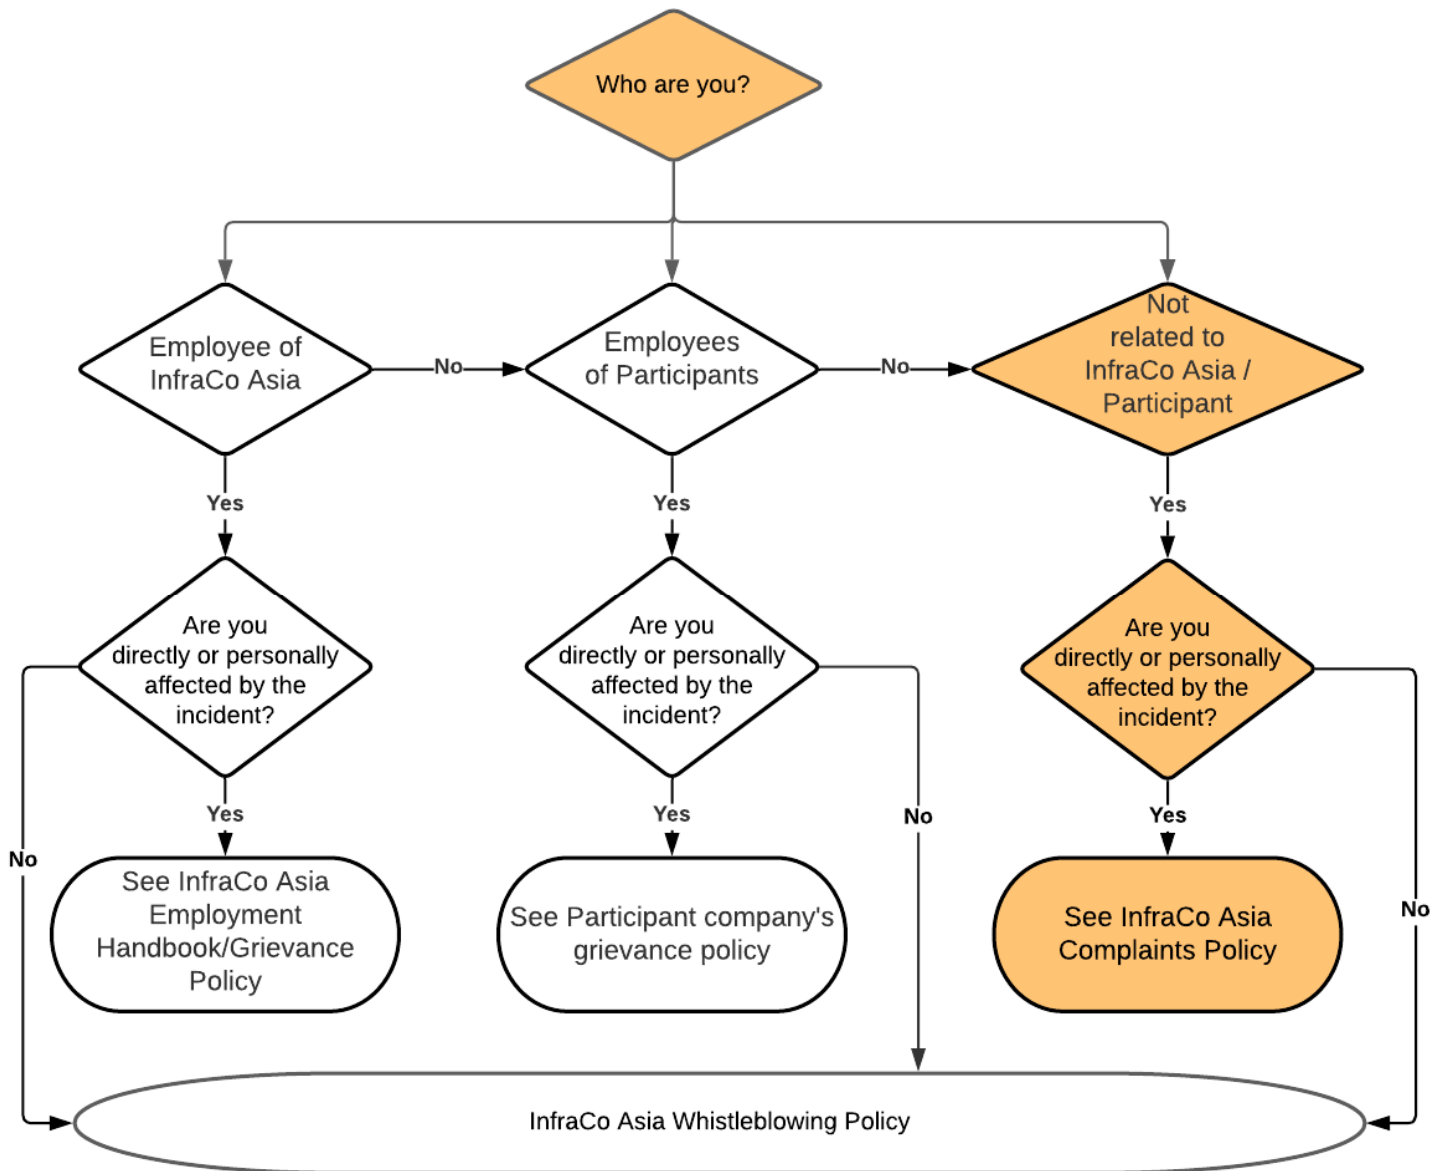 Who are you?
Employee of
InfraCo Asia
No
Employees
of Participants
No
Not
related to
InfraCo Asia /
Participant
Yes
Yes
Yes
Are you
directly or personally
affected by the
incident?
Are you
directly or personally
affected by the
incident?
Are you
directly or personally
affected by the
incident?
Yes
Yes
No
Yes
No
No
See InfraCo Asia
Employment
Handbook/Grievance
Policy
See Participant company's
grievance policy
See InfraCo Asia
Complaints Policy
InfraCo Asia Whistleblowing Policy